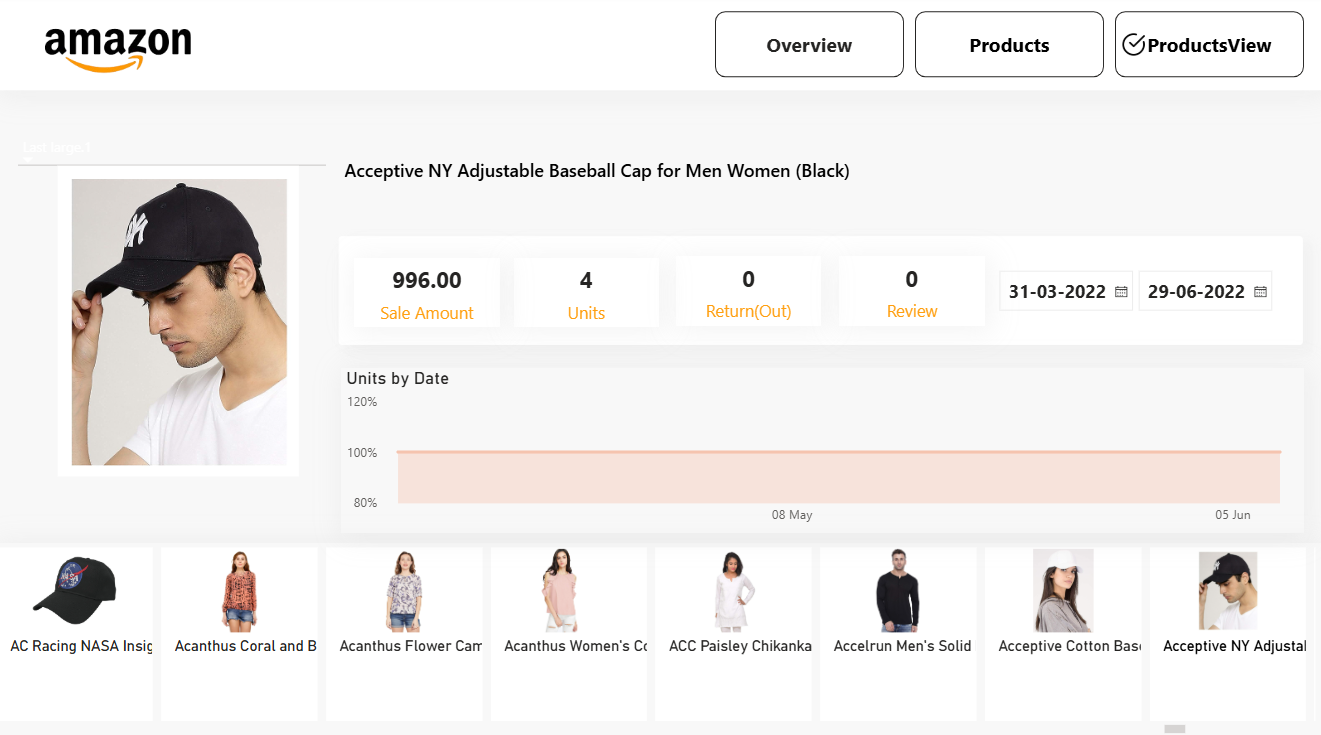 amazon
Overview
Products
ProductsView
Last large.1
Acceptive NY Adjustable Baseball Cap for Men Women (Black)
996.00
Sale Amount
4
Units
0
Return(Out)
0
Review
31-03-2022
29-06-2022
Units by Date
120%
100%
80%
08 May
05 Jun
NASA
AC Racing NASA Insig
Acanthus Coral and B
Acanthus Flower Cam
Acanthus Women's Co
ACC Paisley Chikanka
Accelrun Men's Solid
Acceptive Cotton Base
Acceptive NY Adjustal